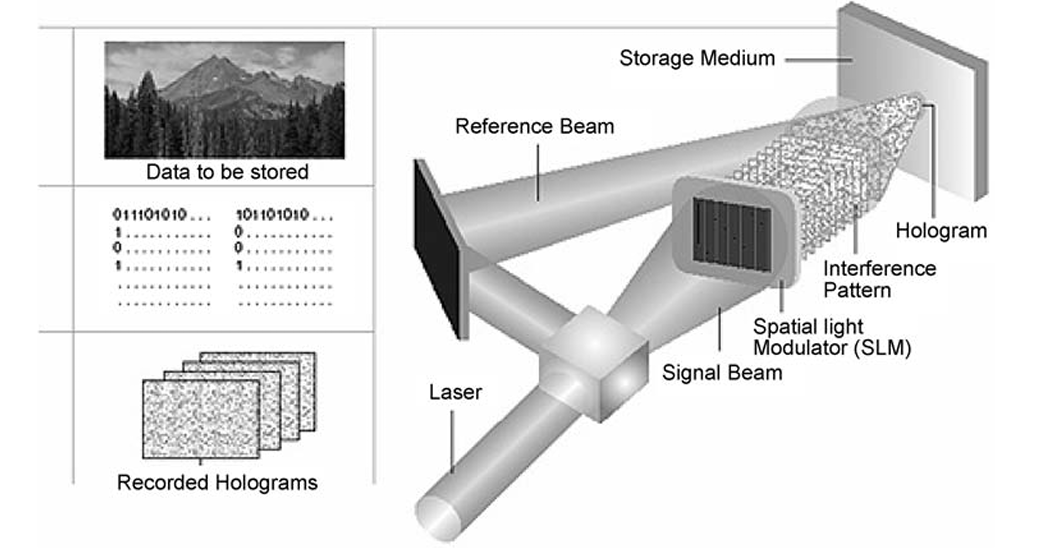 Data to be stored
011101010... 101101010...
1.......... 0..........
0.......... 0..........
1.......... 1..........
Recorded Holograms
Storage Medium
Reference Beam
Hologram
Interference
Pattern
Spatial light
Modulator (SLM)
Signal Beam
Laser